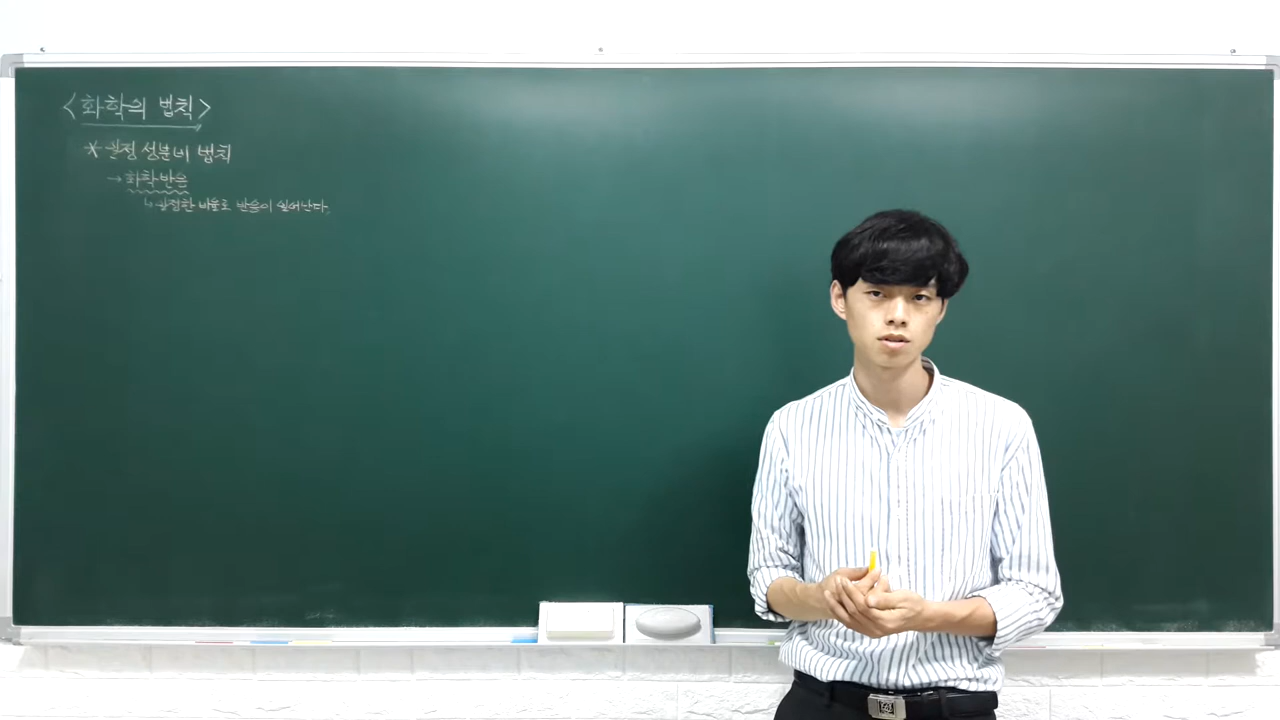 <화학의 법칙>
* 일정 성분비 법칙
→ 화학반응
↳ 일정한 비율로 반응이 일어난다.